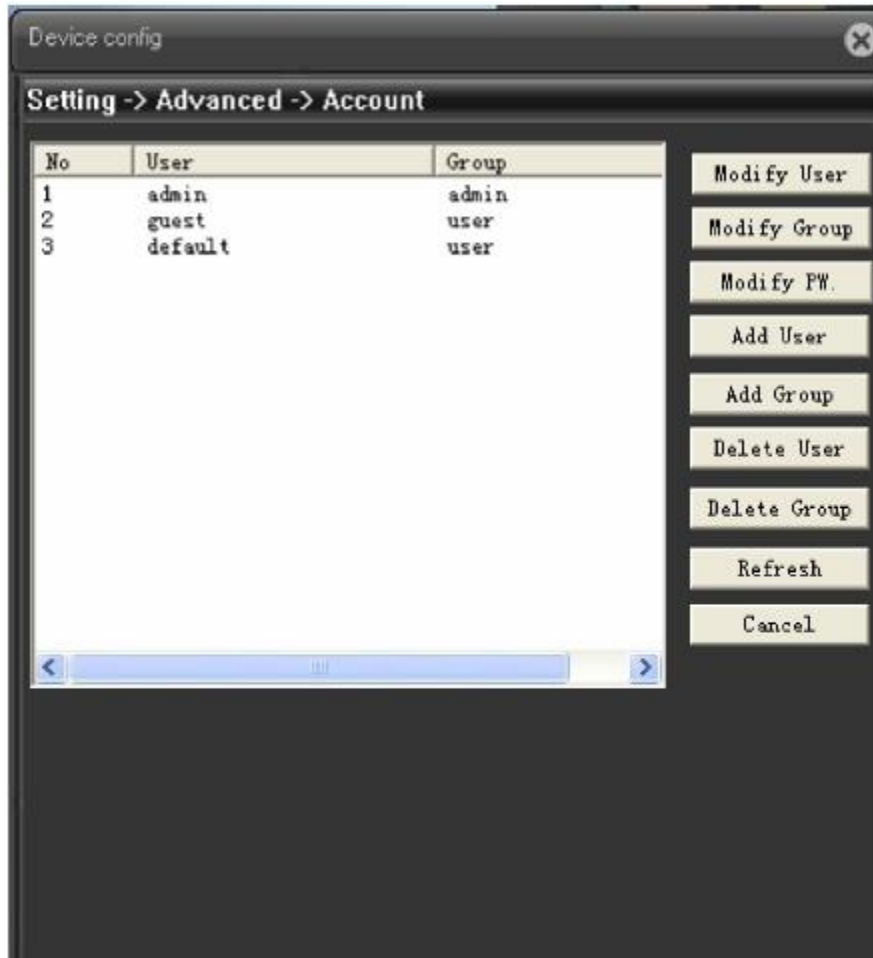 Device config
Setting -> Advanced -> Account
No User Group
1 admin admin
2 guest user
3 default user
Modify User
Modify Group
Modify PW.
Add User
Add Group
Delete User
Delete Group
Refresh
Cancel